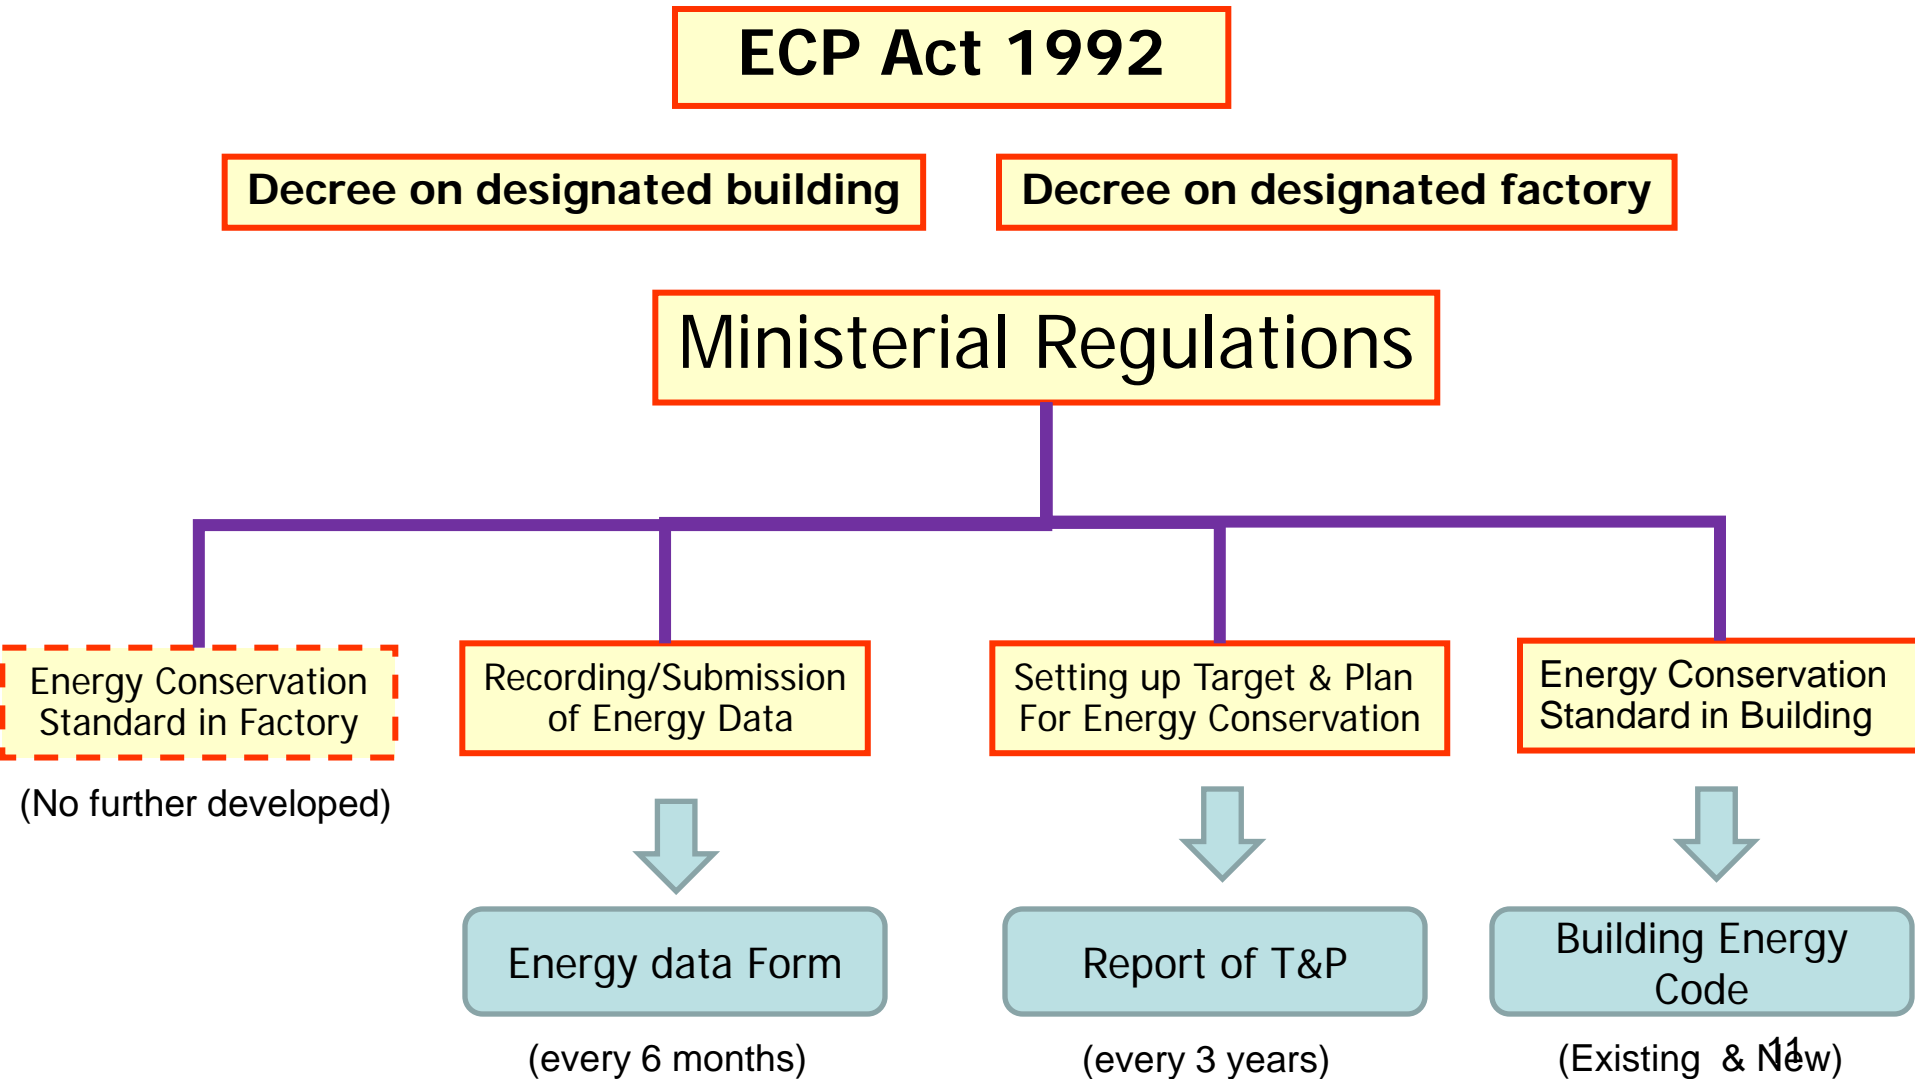 ECP Act 1992
Decree on designated building
Decree on designated factory
Ministerial Regulations
Energy Conservation
Standard in Factory
(No further developed)
Recording/Submission
of Energy Data
Setting up Target & Plan
For Energy Conservation
Energy Conservation
Standard in Building
Energy data Form
(every 6 months)
Report of T&P
(every 3 years)
Building Energy
Code
(Existing & New)
11